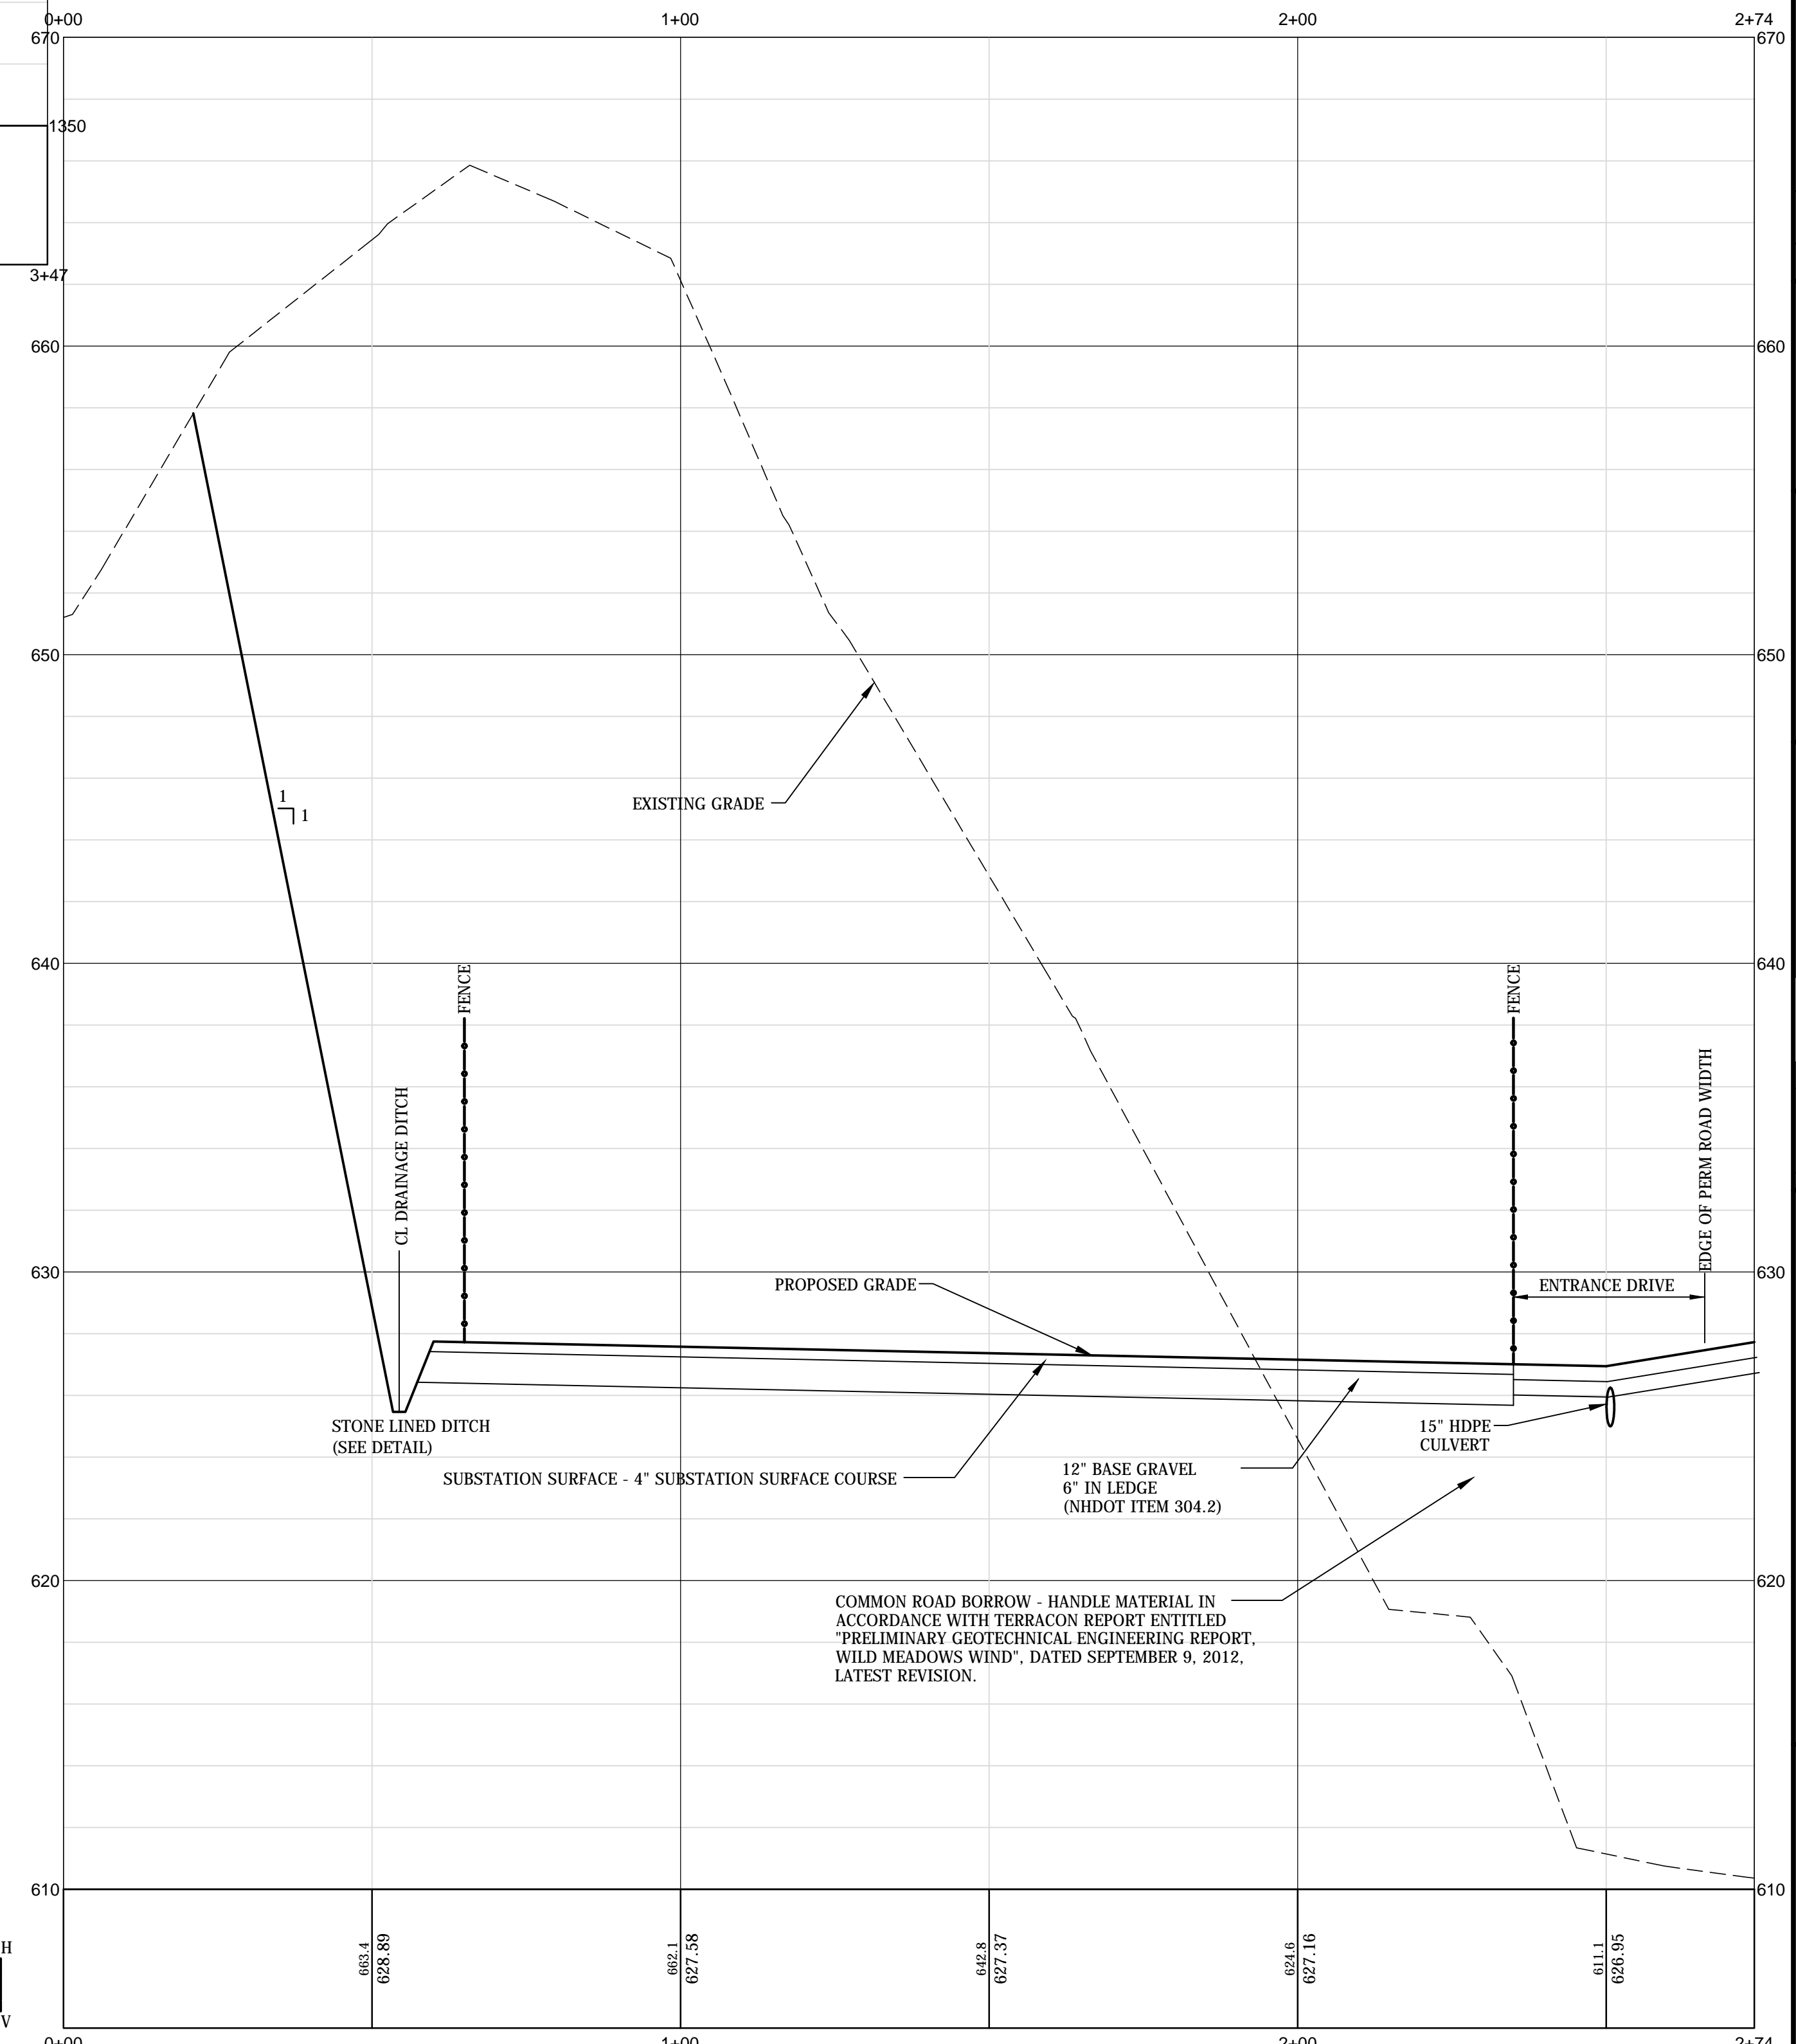 0+00
1+00
2+00
2+74
670
670
1350
3+47
660
660
650
650
EXISTING GRADE
1
1
640
640
FENCE
FENCE
CL DRAINAGE DITCH
EDGE OF PERM ROAD WIDTH
630
630
PROPOSED GRADE
ENTRANCE DRIVE
STONE LINED DITCH
(SEE DETAIL)
15" HDPE
CULVERT
SUBSTATION SURFACE - 4" SUBSTATION SURFACE COURSE
12" BASE GRAVEL
6" IN LEDGE
(NHDOT ITEM 304.2)
620
620
COMMON ROAD BORROW - HANDLE MATERIAL IN
ACCORDANCE WITH TERRACON REPORT ENTITLED
"PRELIMINARY GEOTECHNICAL ENGINEERING REPORT,
WILD MEADOWS WIND", DATED SEPTEMBER 9, 2012,
LATEST REVISION.
610
610
H
V
663.4
628.89
662.1
627.58
642.8
627.37
624.6
627.16
611.1
626.95
0+00
1+00
2+00
2+74